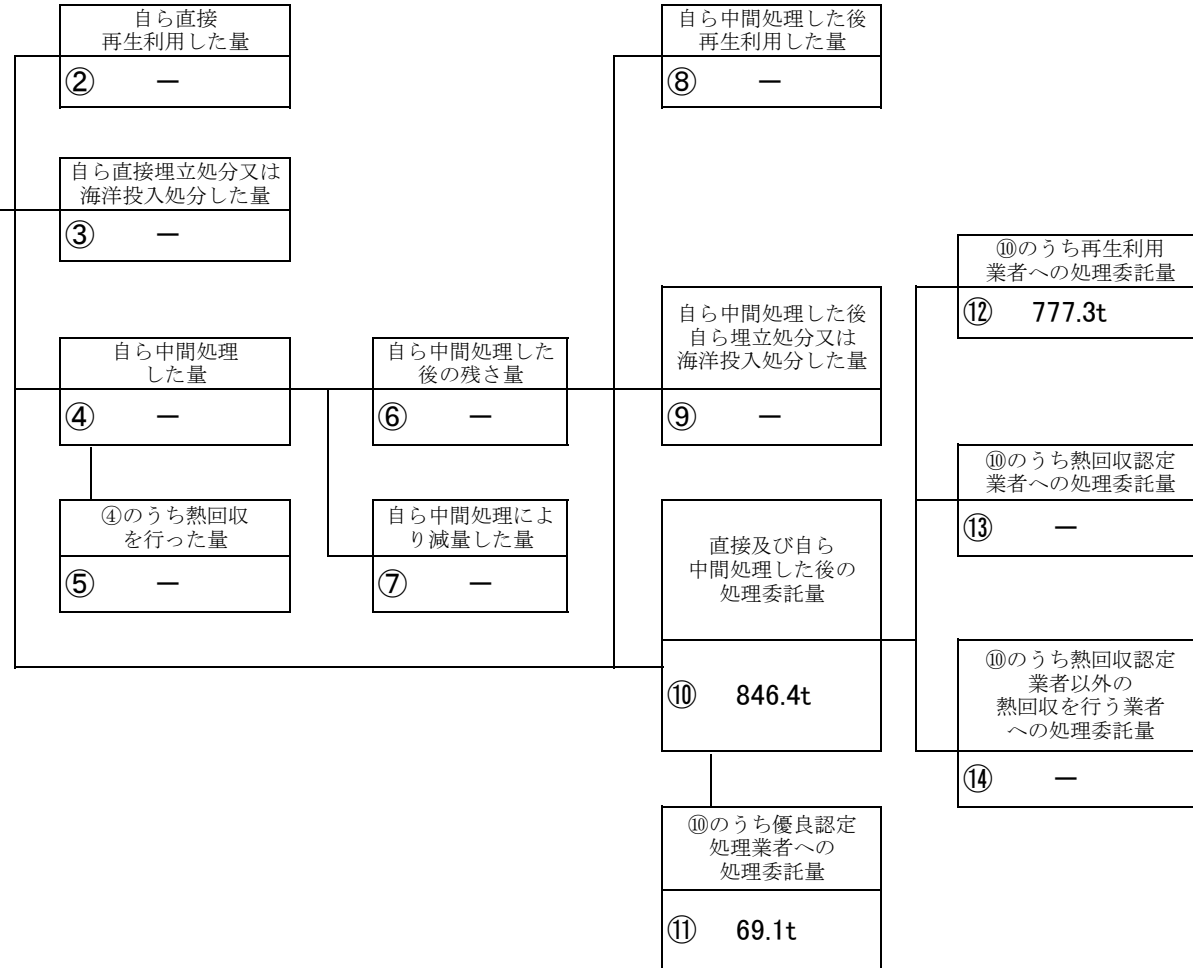 自ら直接
再生利用した量
② ー
自ら直接埋立処分又は
海洋投入処分した量
③ ー
自ら中間処理
した量
④ ー
④のうち熱回収
を行った量
⑤ ー
自ら中間処理した
後の残さ量
⑥ ー
自ら中間処理によ
り減量した量
⑦ ー
自ら中間処理した後
再生利用した量
⑧ ー
自ら中間処理した後
自ら埋立処分又は
海洋投入処分した量
⑨ ー
直接及び自ら
中間処理した後の
処理委託量
⑩ 846.4t
⑩のうち優良認定
処理業者への
処理委託量
⑪ 69.1t
⑩のうち再生利用
業者への処理委託量
⑫ 777.3t
⑩のうち熱回収認定
業者への処理委託量
⑬ ー
⑩のうち熱回収認定
業者以外の
熱回収を行う業者
への処理委託量
⑭ ー